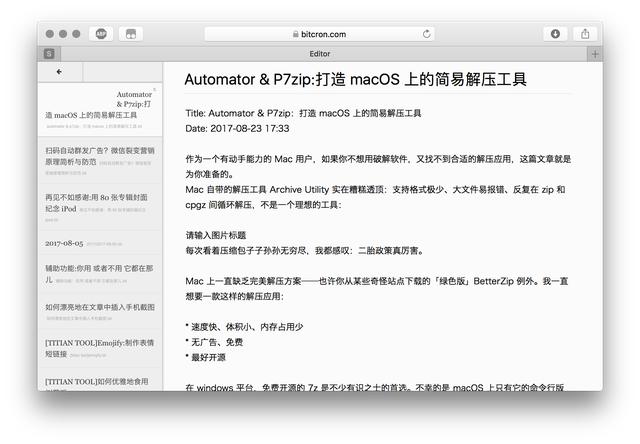 ABP
bitcron.com
S
Editor
Automator
& P7zip:打
造 macOS 上的简易解压工具
扫码自动群发广告？微信裂变营销
原理简析与防范
再见不如感谢:用 80 张专辑封面
纪念 iPod
2017-08-05
辅助功能:你用 或者不用 它都在那
儿
如何漂亮地在文章中插入手机截图
[TITIAN TOOL]Emojify:制作表情
短链接
[TITIAN TOOL]如何优雅地食用
Automator & P7zip:打造 macOS 上的简易解压工具
Title: Automator & P7zip：打造 macOS 上的简易解压工具
Date: 2017-08-23 17:33
作为一个有动手能力的 Mac 用户，如果你不想用破解软件，又找不到合适的解压应用，这篇文章就是
为你准备的。
Mac 自带的解压工具 Archive Utility 实在糟糕透顶：支持格式极少、大文件易报错、反复在 zip 和
cpgz 间循环解压，不是一个理想的工具：
请输入图片标题
每次看着压缩包子子孙孙无穷尽，我都感叹：二胎政策真厉害。
Mac 上一直缺乏完美解压方案——也许你从某些奇怪站点下载的「绿色版」BetterZip 例外。我一直
想要一款这样的解压应用：
* 速度快、体积小、内存占用少
* 无广告、免费
* 最好开源
在 windows 平台，免费开源的 7z 是不少有识之士的首选。不幸的是 macOS 上只有它的命令行版